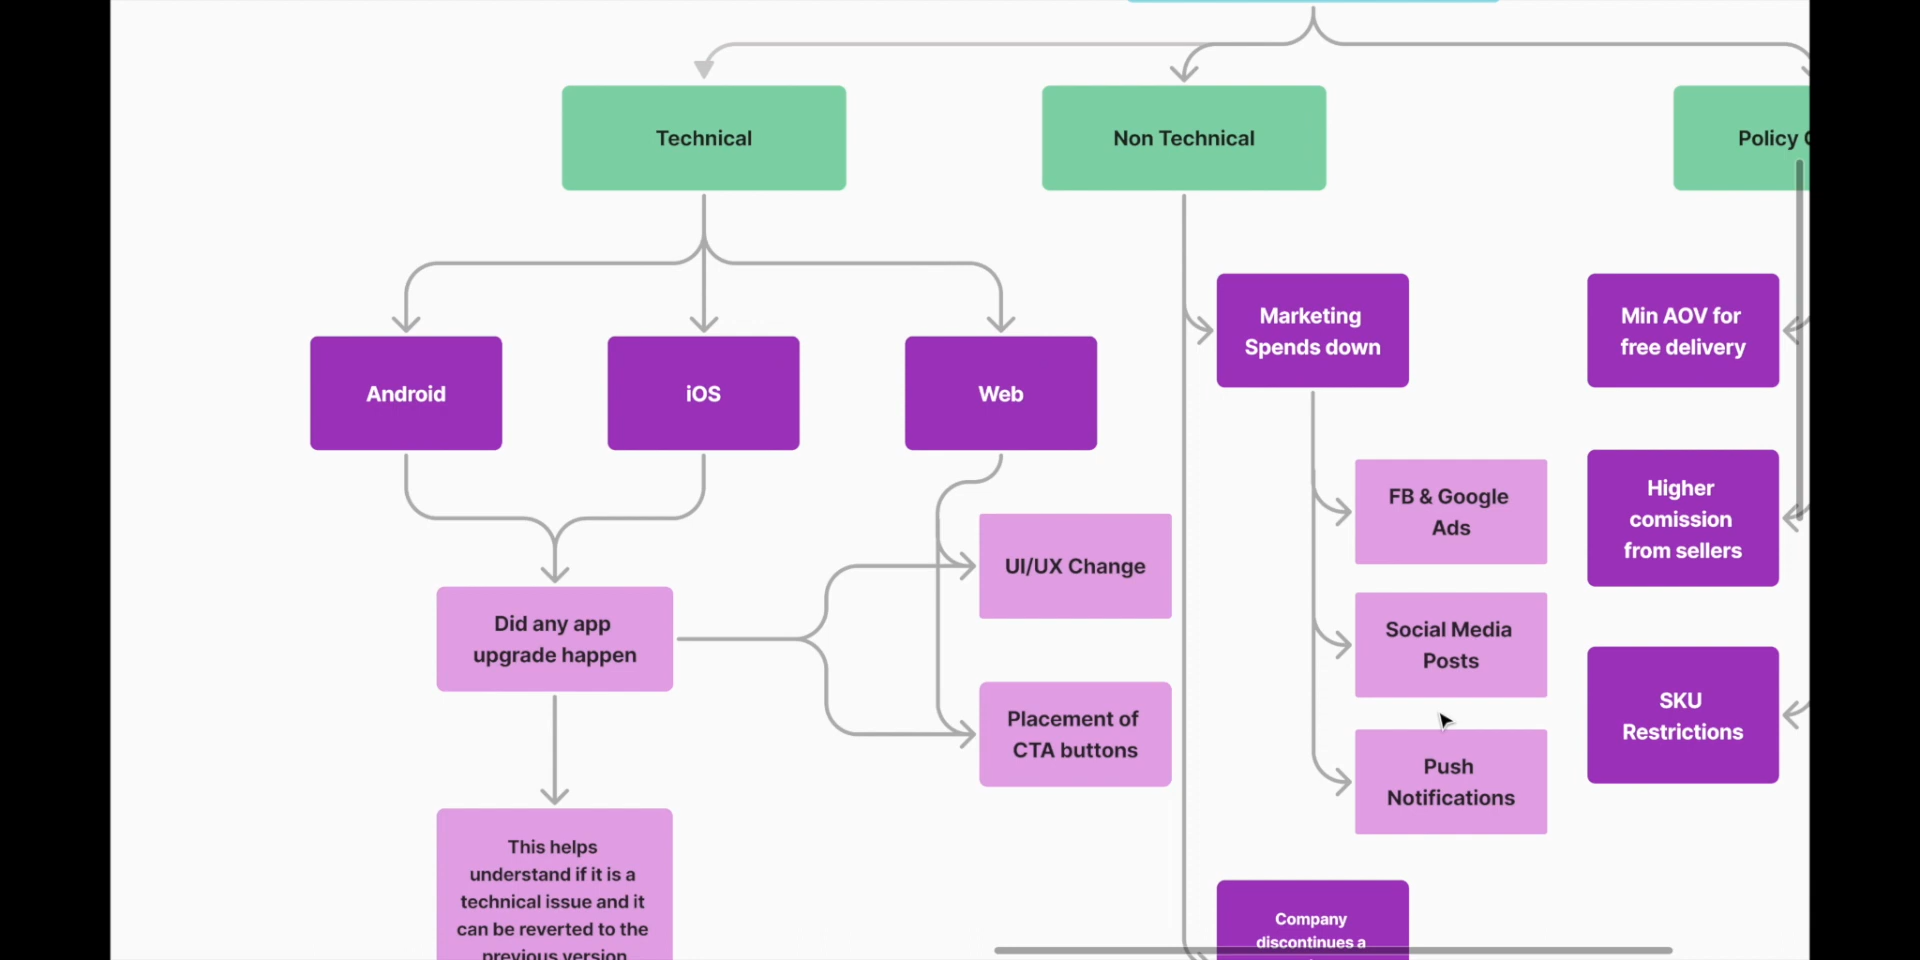 Technical
Non Technical
Policy
Android
iOS
Web
Marketing
Spends down
Min AOV for
free delivery
FB & Google
Ads
Higher
comission
from sellers
UI/UX Change
Did any app
upgrade happen
Social Media
Posts
SKU
Restrictions
Placement of
CTA buttons
Push
Notifications
This helps
understand if it is a
technical issue and it
can be reverted to the
previous version
Company
discontinues a